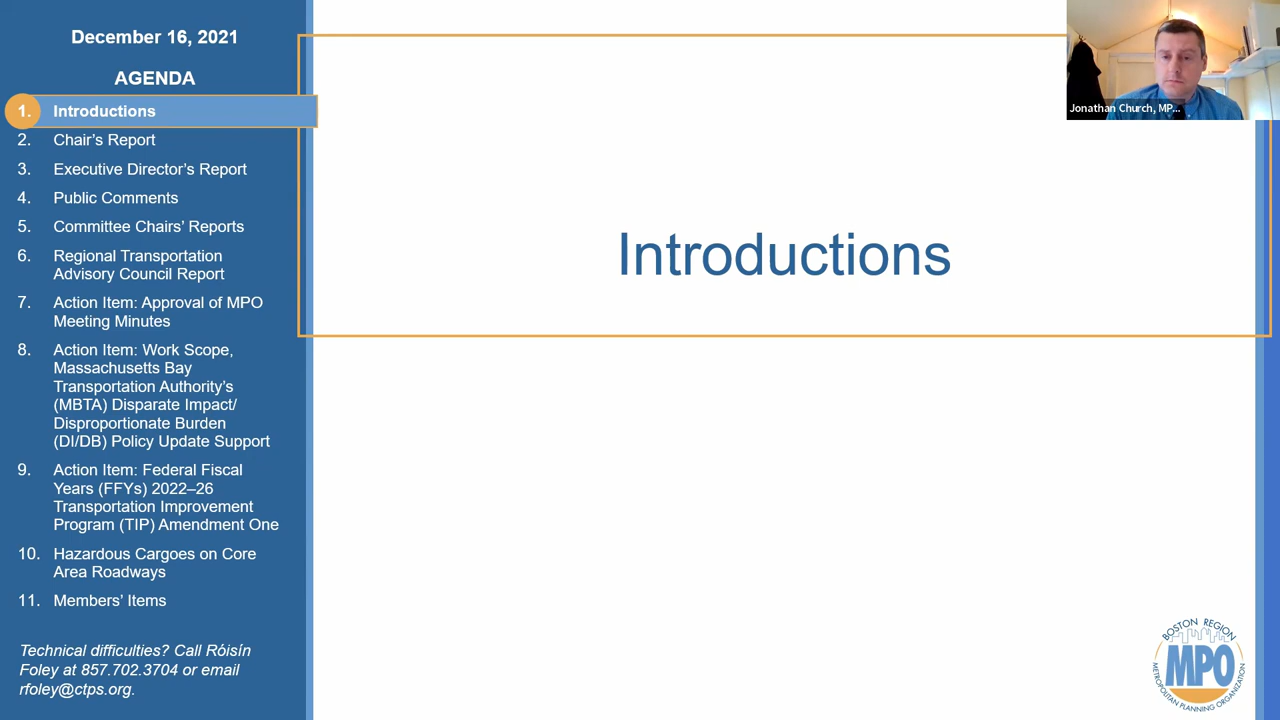 December 16, 2021
AGENDA
1. Introductions
2. Chair's Report
3. Executive Director's Report
4. Public Comments
5. Committee Chairs' Reports
6. Regional Transportation
Advisory Council Report
7. Action Item: Approval of MPO
Meeting Minutes
8. Action Item: Work Scope,
Massachusetts Bay
Transportation Authority's
(MBTA) Disparate Impact/
Disproportionate Burden
(DI/DB) Policy Update Support
9. Action Item: Federal Fiscal
Years (FFYs) 2022–26
Transportation Improvement
Program (TIP) Amendment One
10. Hazardous Cargoes on Core
Area Roadways
11. Members' Items
Technical difficulties? Call Róisín
Foley at 857.702.3704 or email
rfoley@ctps.org.
Introductions
Jonathan Church, MP...
BOSTON REGION
MPO
METROPOLITAN PLANNING ORGANIZATION